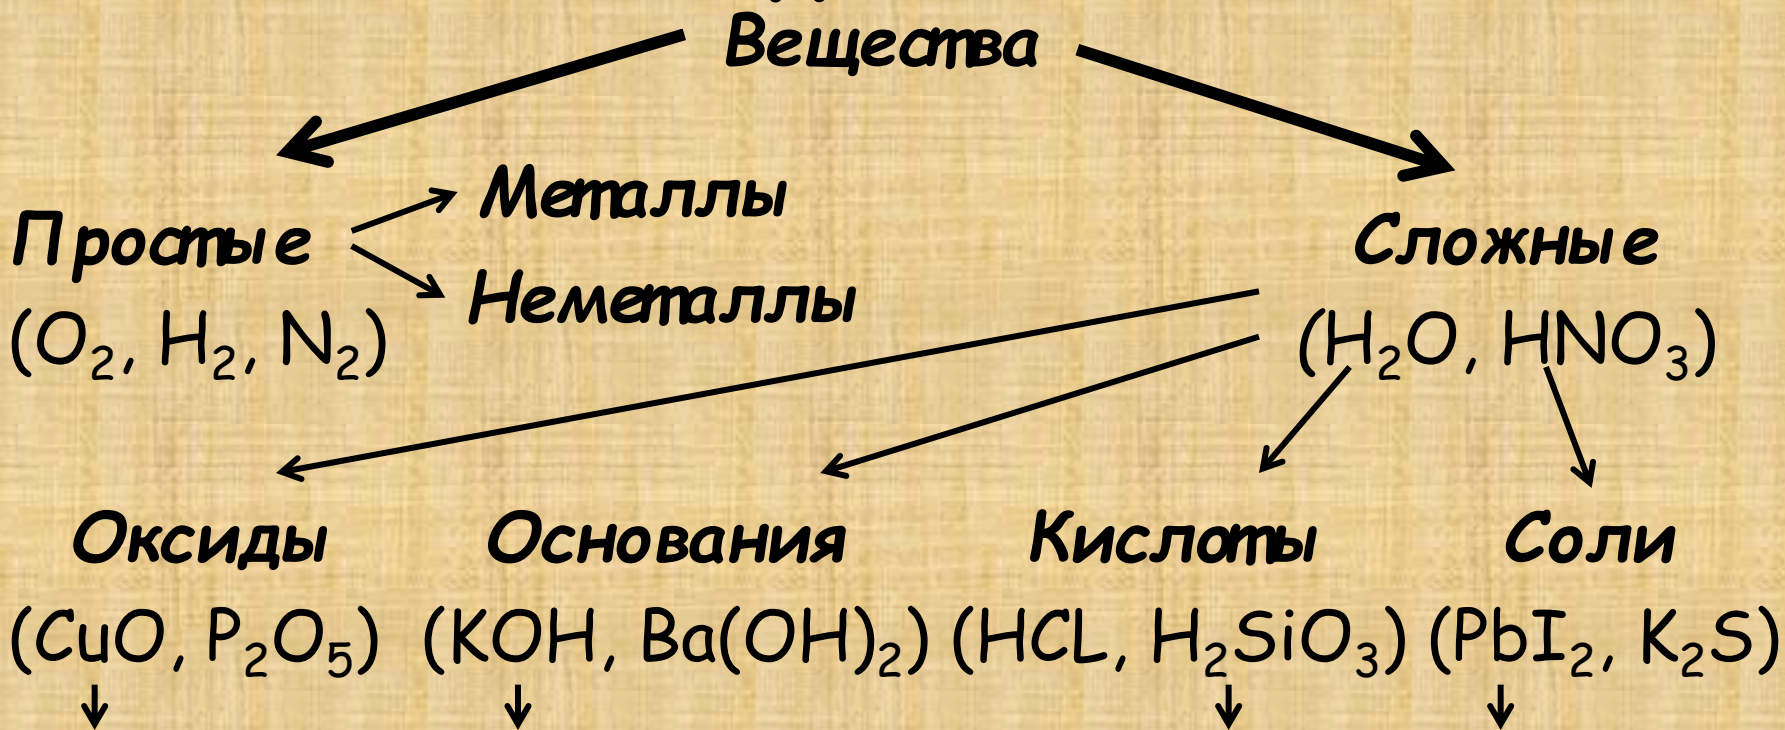 Вещества
Металлы
Простые
Сложные
Неметаллы
(O₂, H₂, N₂)
(H₂O, HNO₃)
Оксиды Основания Кислоты Соли
(CuO, P₂O₅) (KOH, Ba(OH)₂) (HCL, H₂SiO₃) (PbI₂, K₂S)